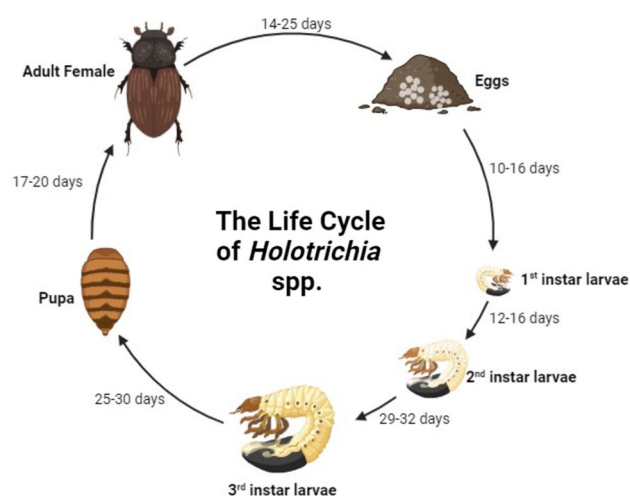 14-25 days
Adult Female
Eggs
17-20 days
10-16 days
The Life Cycle
of Holotrichia
spp.
1st instar larvae
Pupa
12-16 days
2nd instar larvae
25-30 days
29-32 days
3rd instar larvae